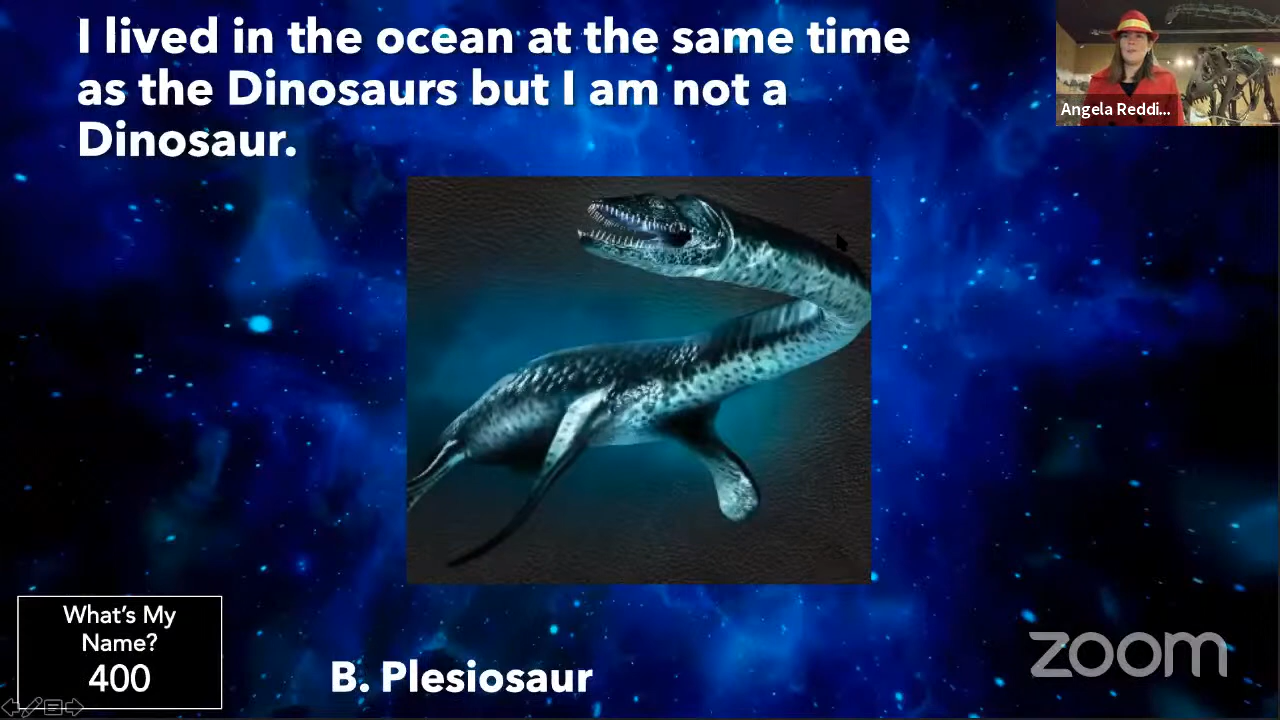 I lived in the ocean at the same time
as the Dinosaurs but I am not a
Dinosaur.
Angela Reddi...
What's My
Name?
400
B. Plesiosaur
zoom